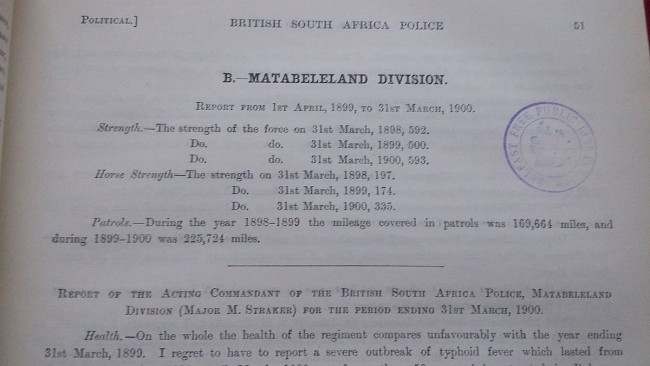 POLITICAL.] BRITISH SOUTH AFRICA POLICE 51
B.—MATABELELAND DIVISION.
REPORT FROM 1ST APRIL, 1899, TO 31ST MARCH, 1900.
Strength.—The strength of the force on 31st March, 1898, 592.
Do. do. 31st March, 1899, 500.
Do. do. 31st March, 1900, 593.
Horse Strength—The strength on 31st March, 1898, 197.
Do. 31st March, 1899, 174.
Do. 31st March, 1900, 335.
Patrols.—During the year 1898-1899 the mileage covered in patrols was 169,664 miles, and
during 1899-1900 was 225,724 miles.
REPORT OF THE ACTING COMMANDANT OF THE BRITISH SOUTH AFRICA POLICE, MATABELELAND
DIVISION (MAJOR M. STRAKER) FOR THE PERIOD ENDING 31ST MARCH, 1900.
Health.—On the whole the health of the regiment compares unfavourably with the year ending
31st March, 1899. I regret to have to report a severe outbreak of typhoid fever which lasted from
FREE PUBLIC